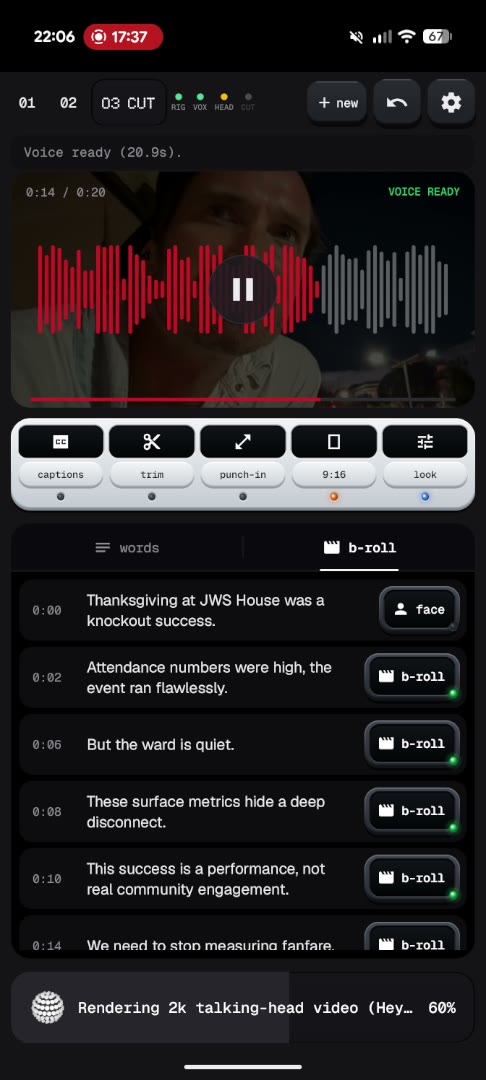 22:06 17:37 67
01 02 03 CUT RIG VOX HEAD CUT + new
Voice ready (20.9s).
0:14 / 0:20 VOICE READY
CC
captions trim punch-in 9:16 look
words b-roll
0:00 Thanksgiving at JWS House was a
knockout success. face
0:02 Attendance numbers were high, the
event ran flawlessly. b-roll
0:06 But the ward is quiet. b-roll
0:08 These surface metrics hide a deep
disconnect. b-roll
0:10 This success is a performance, not
real community engagement. b-roll
0:14 We need to stop measuring fanfare. b-roll
Rendering 2k talking-head video (Hey… 60%